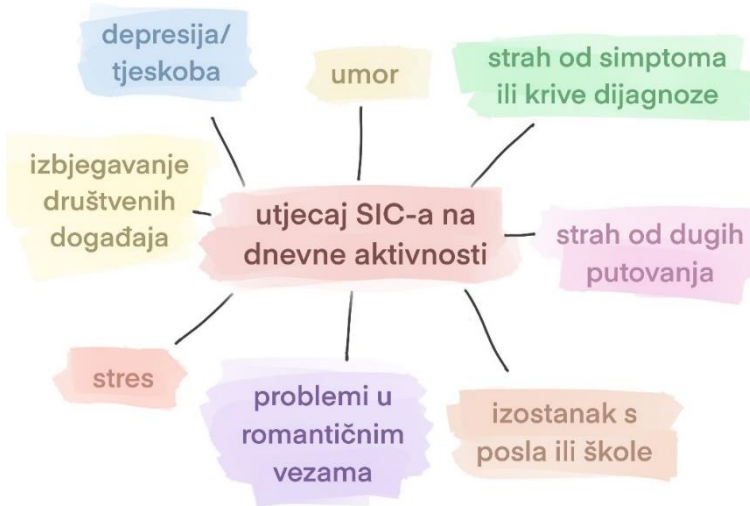 depresija/
tjeskoba
umor
strah od simptoma
ili krive dijagnoze
izbjegavanje
društvenih
događaja
utjecaj SIC-a na
dnevne aktivnosti
strah od dugih
putovanja
stres
problemi u
romantičnim
vezama
izostanak s
posla ili škole